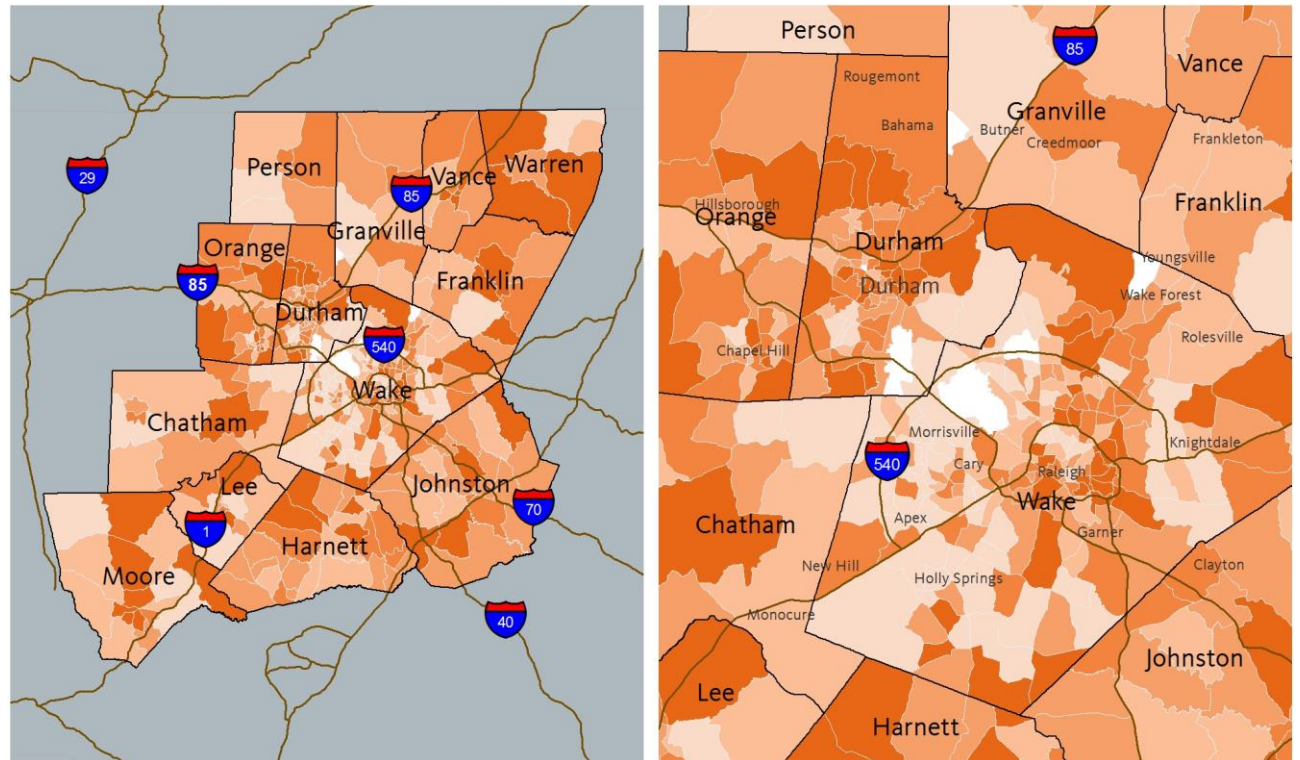 29
Person
85
Vance
Warren
Granville
Orange
85
Franklin
Durham
540
Wake
Chatham
Lee
Johnston
70
1
Harnett
Moore
40
Person
85
Vance
Rougemont
Granville
Bahama
Butner
Creedmoor
Frankleton
Hillsborough
Orange
Franklin
Durham
Durham
Youngsville
Wake Forest
Rolesville
Chapel Hill
Morrisville
Knightdale
540
Cary
Raleigh
Wake
Chatham
Apex
Garner
New Hill
Clayton
Holly Springs
Monocure
Johnston
Lee
Harnett